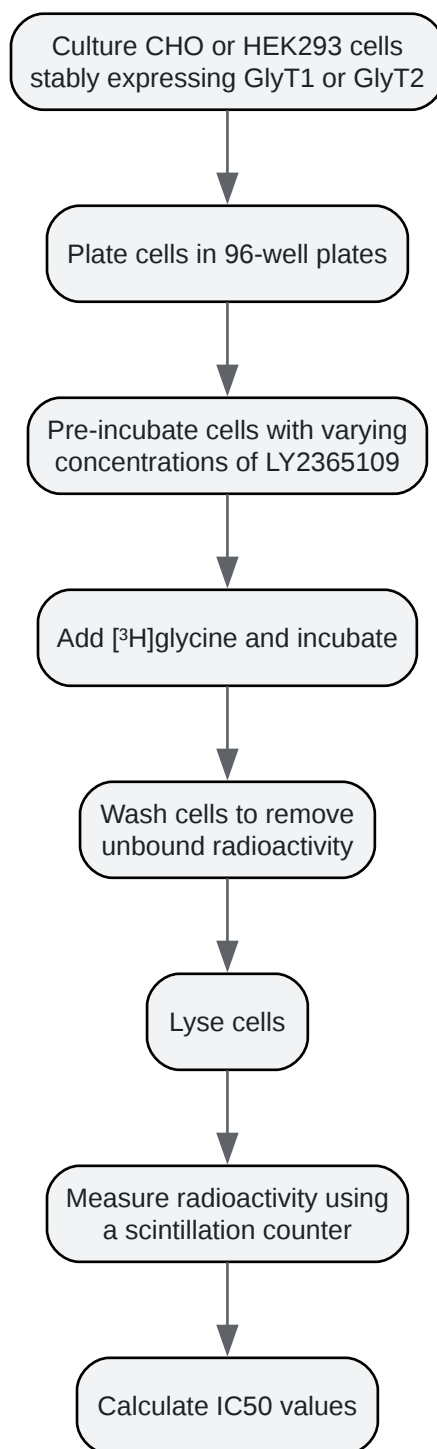 Culture CHO or HEK293 cells
stably expressing GlyT1 or GlyT2
Plate cells in 96-well plates
Pre-incubate cells with varying
concentrations of LY2365109
Add [³H]glycine and incubate
Wash cells to remove
unbound radioactivity
Lyse cells
Measure radioactivity using
a scintillation counter
Calculate IC50 values